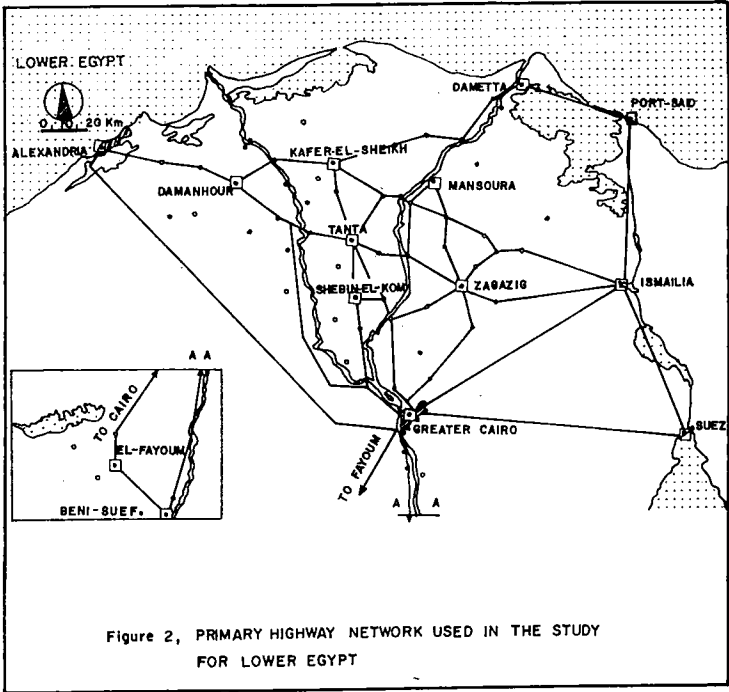 LOWER EGYPT
0 10 20 Km
ALEXANDRIA
DAMANHOUR
KAFER-EL-SHEIKH
DAMETTA
PORT-SAID
MANSOURA
TANTA
SHEBIN-EL-KOM
ZAGAZIG
ISMAILIA
GREATER CAIRO
SUEZ
TO FAYOUM
A A
A A
TO CAIRO
EL-FAYOUM
BENI-SUEF.
Figure 2, PRIMARY HIGHWAY NETWORK USED IN THE STUDY
FOR LOWER EGYPT